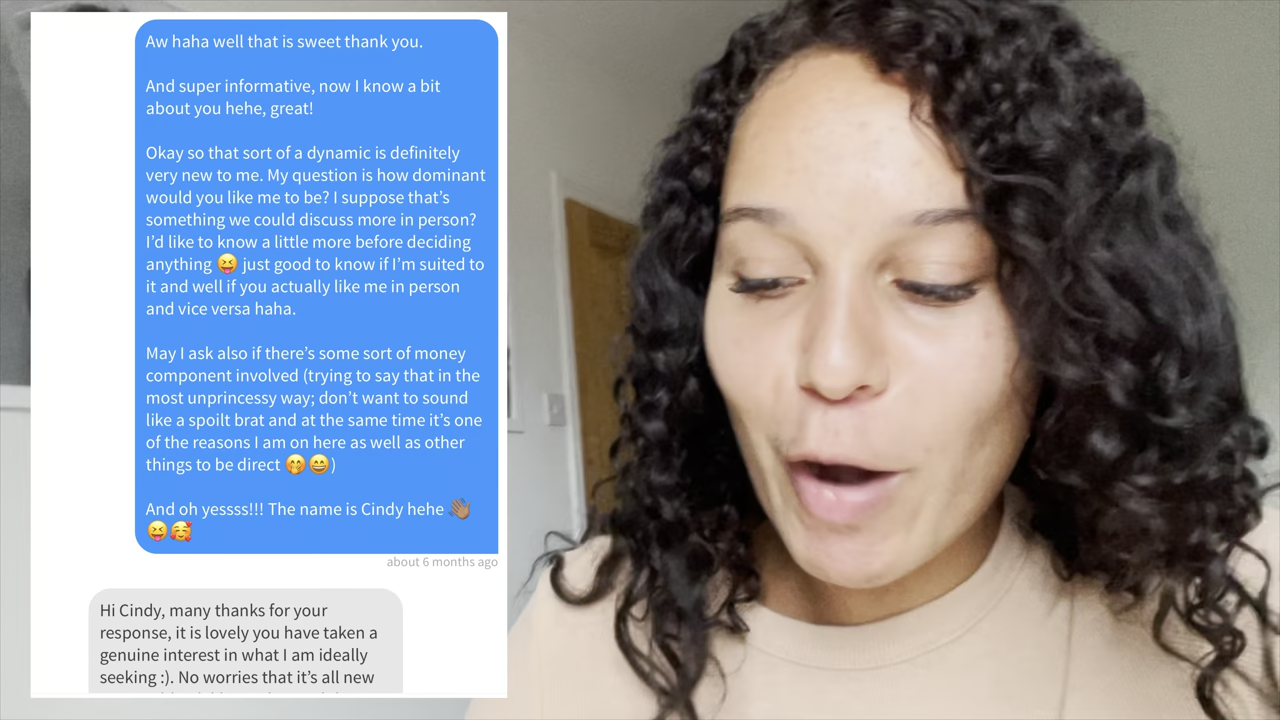 Aw haha well that is sweet thank you.
And super informative, now I know a bit
about you hehe, great!
Okay so that sort of a dynamic is definitely
very new to me. My question is how dominant
would you like me to be? I suppose that’s
something we could discuss more in person?
I’d like to know a little more before deciding
anything 😝 just good to know if I’m suited to
it and well if you actually like me in person
and vice versa haha.
May I ask also if there’s some sort of money
component involved (trying to say that in the
most unprincessy way; don’t want to sound
like a spoilt brat and at the same time it’s one
of the reasons I am on here as well as other
things to be direct 🤭😄)
And oh yessss!!! The name is Cindy hehe 👋🏽
😝🥰
about 6 months ago
Hi Cindy, many thanks for your
response, it is lovely you have taken a
genuine interest in what I am ideally
seeking :). No worries that it’s all new